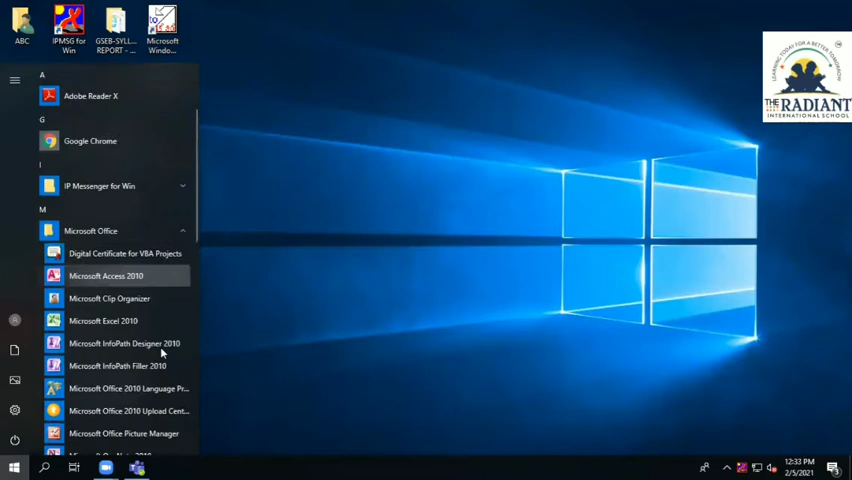 ABC
IPMSG for
Win
GSEB-SYLL...
REPORT - ...
Microsoft
Windo...
A
Adobe Reader X
G
Google Chrome
I
IP Messenger for Win
M
Microsoft Office
Digital Certificate for VBA Projects
Microsoft Access 2010
Microsoft Clip Organizer
Microsoft Excel 2010
Microsoft InfoPath Designer 2010
Microsoft InfoPath Filler 2010
Microsoft Office 2010 Language Pr...
Microsoft Office 2010 Upload Cent...
Microsoft Office Picture Manager
LEARNING TODAY FOR A BETTER TOMORROW
THE RADIANT
INTERNATIONAL SCHOOL
12:33 PM
2/5/2021
3